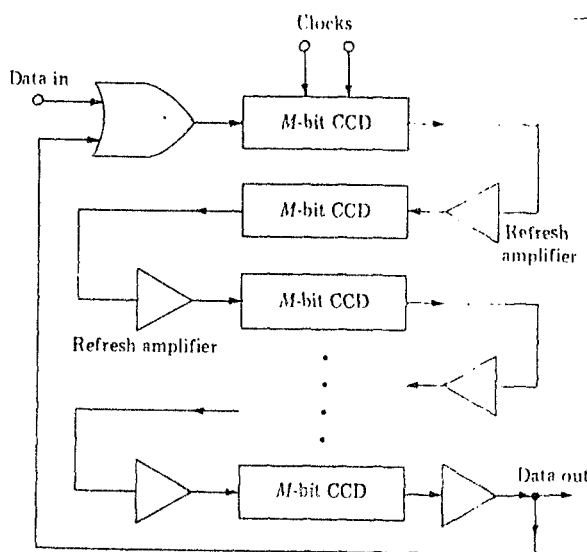 Clocks
Data in
M-bit CCD
M-bit CCD
Refresh
amplifier
M-bit CCD
Refresh amplifier
Data out
M-bit CCD